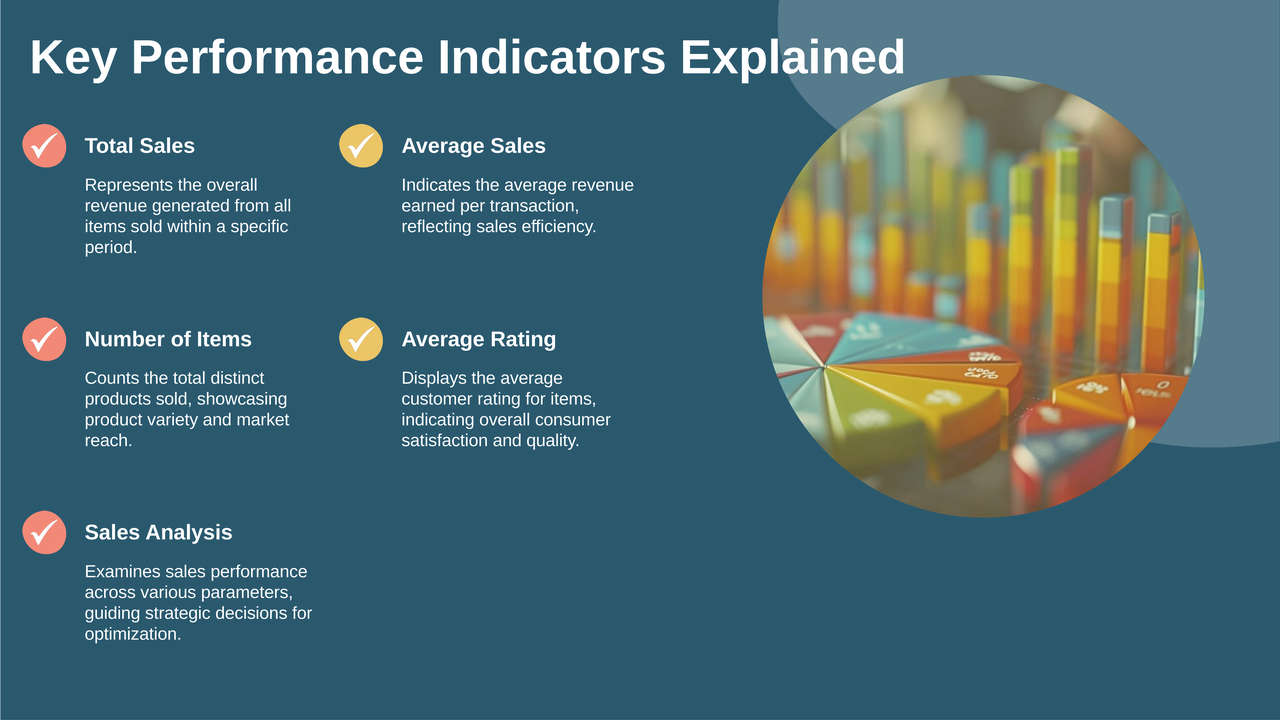 Key Performance Indicators Explained
Total Sales
Represents the overall
revenue generated from all
items sold within a specific
period.
Average Sales
Indicates the average revenue
earned per transaction,
reflecting sales efficiency.
Number of Items
Counts the total distinct
products sold, showcasing
product variety and market
reach.
Average Rating
Displays the average
customer rating for items,
indicating overall consumer
satisfaction and quality.
Sales Analysis
Examines sales performance
across various parameters,
guiding strategic decisions for
optimization.